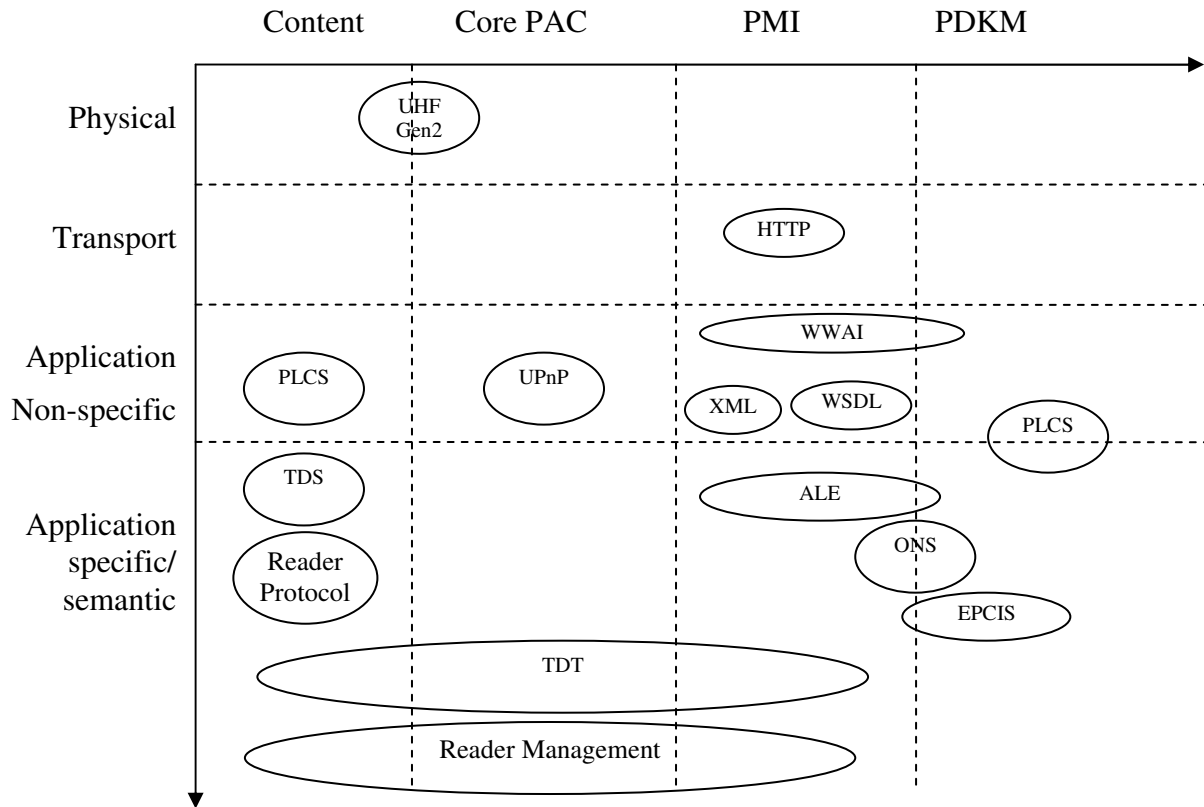 Content Core PAC PMI PDKM
Physical
UHF
Gen2
Transport
HTTP
Application
Non-specific
WWAI
PLCS
UPnP
XML
WSDL
PLCS
Application
specific/
semantic
TDS
ALE
Reader
Protocol
ONS
EPCIS
TDT
Reader Management